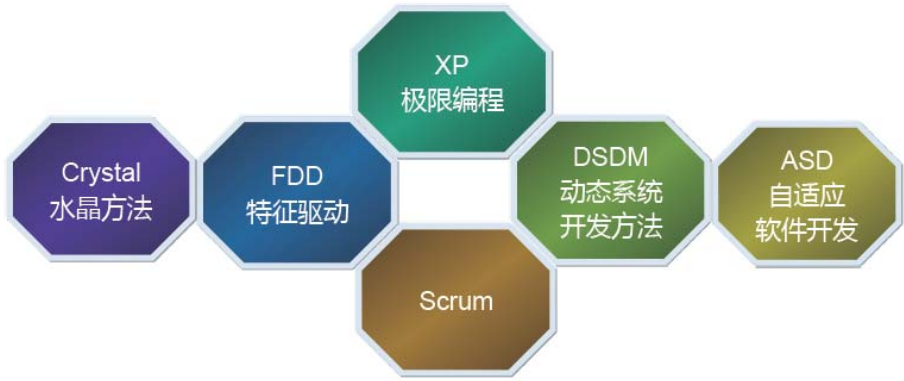 XP
极限编程
Crystal
水晶方法
FDD
特征驱动
DSDM
动态系统
开发方法
ASD
自适应
软件开发
Scrum